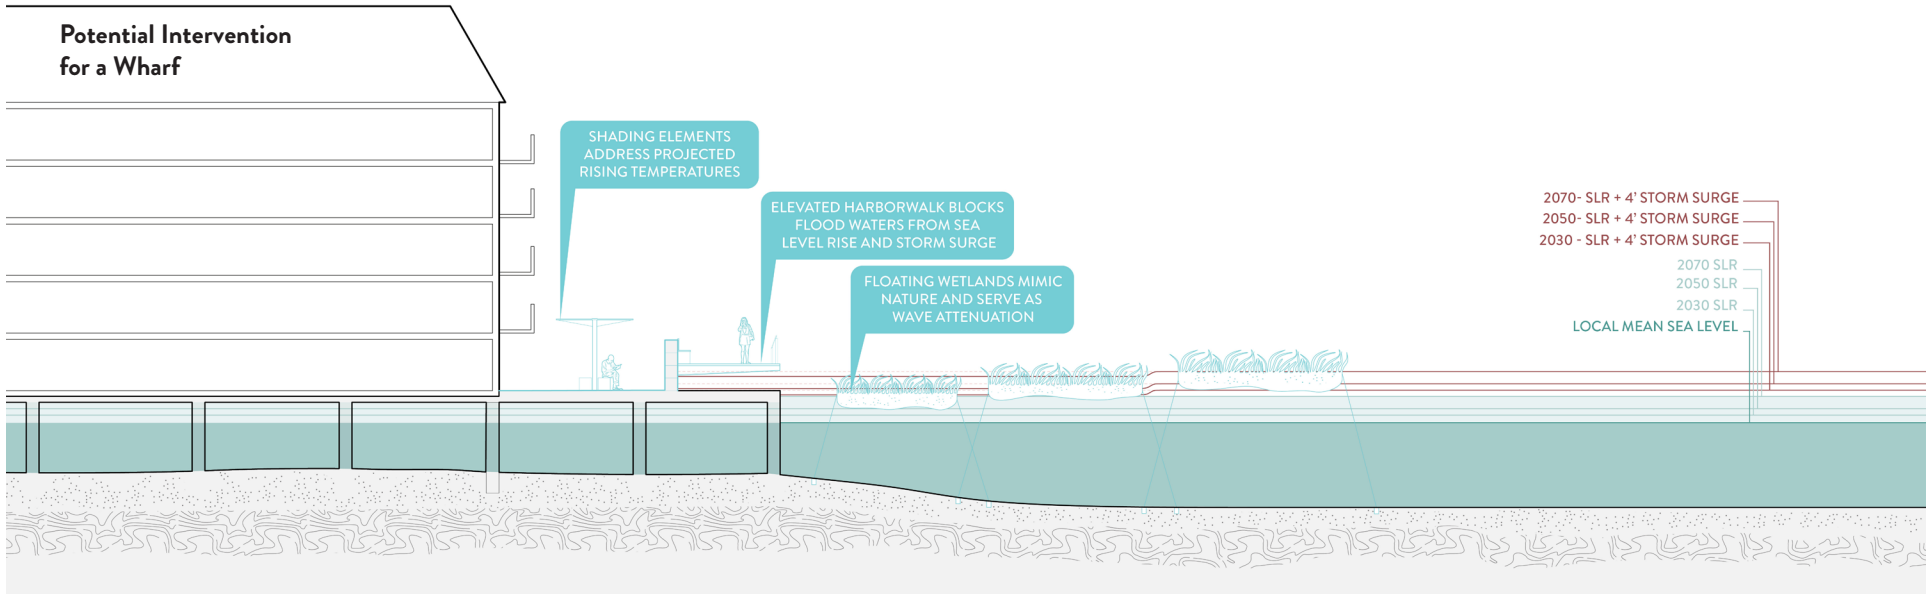 Potential Intervention
for a Wharf
SHADING ELEMENTS
ADDRESS PROJECTED
RISING TEMPERATURES
ELEVATED HARBORWALK BLOCKS
FLOOD WATERS FROM SEA
LEVEL RISE AND STORM SURGE
FLOATING WETLANDS MIMIC
NATURE AND SERVE AS
WAVE ATTENUATION
2070- SLR + 4' STORM SURGE
2050- SLR + 4' STORM SURGE
2030 - SLR + 4' STORM SURGE
2070 SLR
2050 SLR
2030 SLR
LOCAL MEAN SEA LEVEL